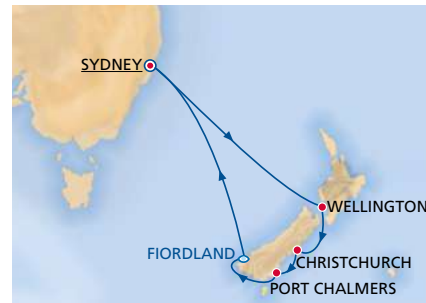 SYDNEY
WELLINGTON
FIORDLAND
CHRISTCHURCH
PORT CHALMERS